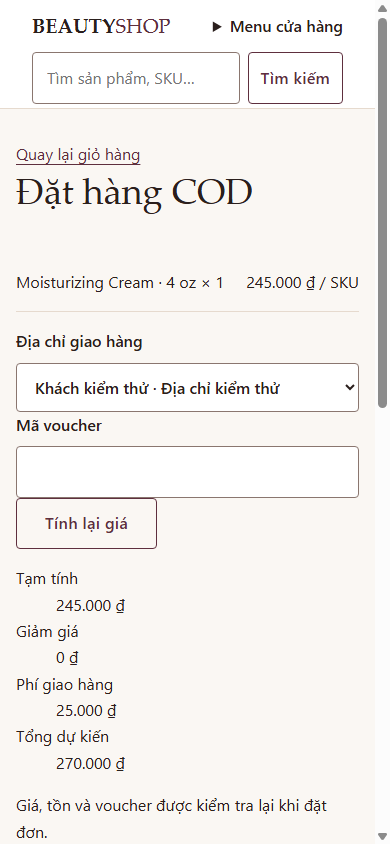 BEAUTYSHOP
▶ Menu cửa hàng
Tìm sản phẩm, SKU...
Tìm kiếm
Quay lại giỏ hàng
Đặt hàng COD
Moisturizing Cream · 4 oz × 1 245.000 ₫ / SKU
Địa chỉ giao hàng
Khách kiểm thử · Địa chỉ kiểm thử
Mã voucher
Tính lại giá
Tạm tính
245.000 ₫
Giảm giá
0 ₫
Phí giao hàng
25.000 ₫
Tổng dự kiến
270.000 ₫
Giá, tồn và voucher được kiểm tra lại khi đặt
đơn.